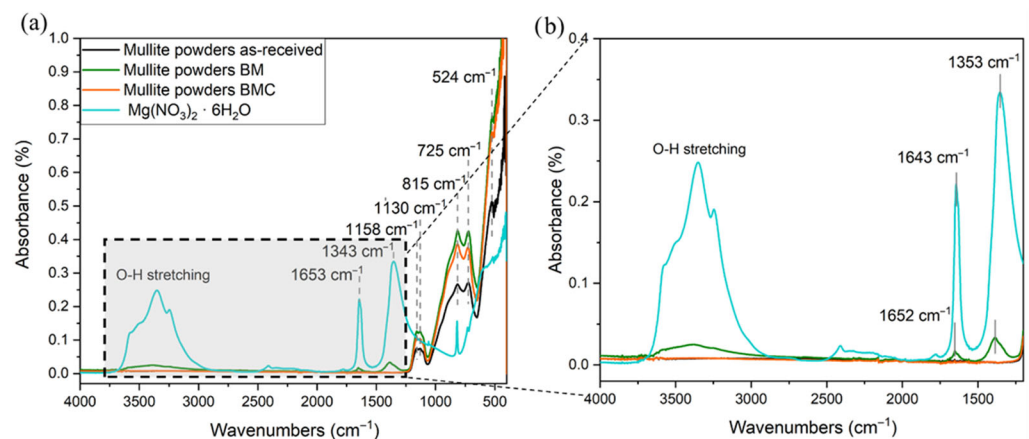 (a)
Absorbance (%)
1.0
0.9
0.8
0.7
0.6
0.5
0.4
0.3
0.2
0.1
0.0
Mullite powders as-received
Mullite powders BM
Mullite powders BMC
Mg(NO₃)₂ · 6H₂O
524 cm⁻¹
725 cm⁻¹
815 cm⁻¹
1130 cm⁻¹
1158 cm⁻¹
1343 cm⁻¹
1653 cm⁻¹
O-H stretching
4000 3500 3000 2500 2000 1500 1000 500
Wavenumbers (cm⁻¹)
(b)
Absorbance (%)
0.4
0.3
0.2
0.1
0.0
1353 cm⁻¹
1643 cm⁻¹
O-H stretching
1652 cm⁻¹
4000 3500 3000 2500 2000 1500
Wavenumbers (cm⁻¹)